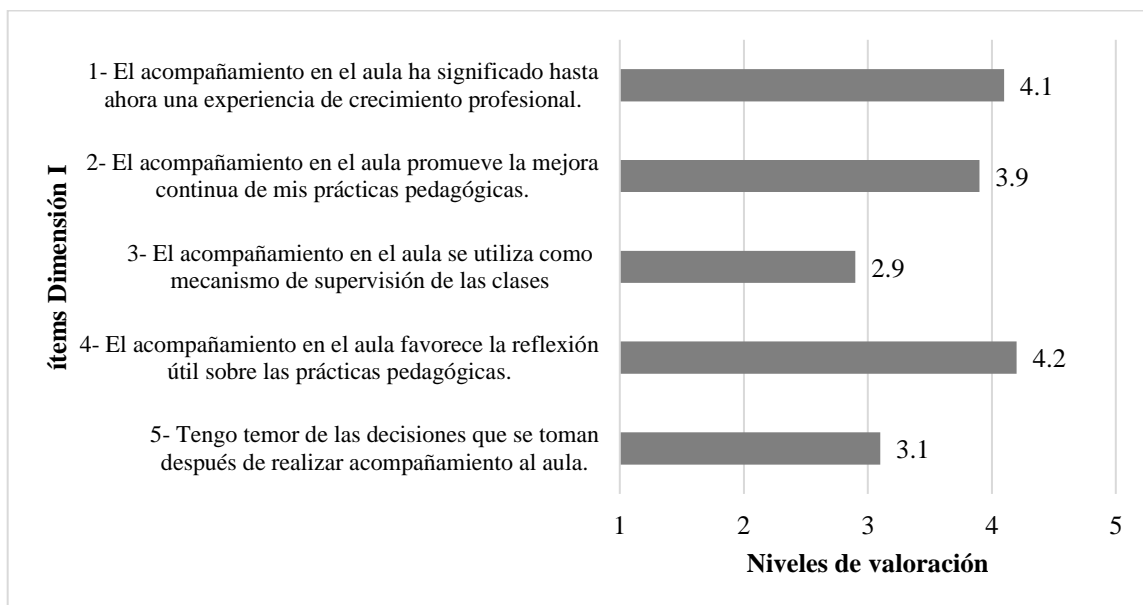 ítems Dimensión I
1- El acompañamiento en el aula ha significado hasta
ahora una experiencia de crecimiento profesional.
4.1
2- El acompañamiento en el aula promueve la mejora
continua de mis prácticas pedagógicas.
3.9
3- El acompañamiento en el aula se utiliza como
mecanismo de supervisión de las clases
2.9
4- El acompañamiento en el aula favorece la reflexión
útil sobre las prácticas pedagógicas.
4.2
5- Tengo temor de las decisiones que se toman
después de realizar acompañamiento al aula.
3.1
1 2 3 4 5
Niveles de valoración